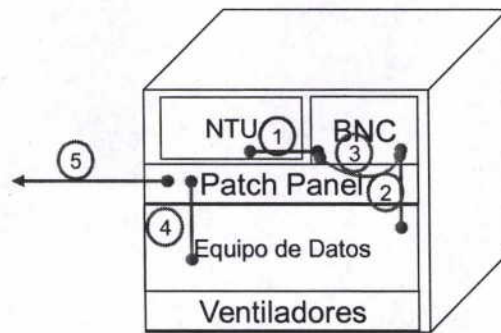 NTU
1
BNC
3
5
Patch Panel
2
4
Equipo de Datos
Ventiladores